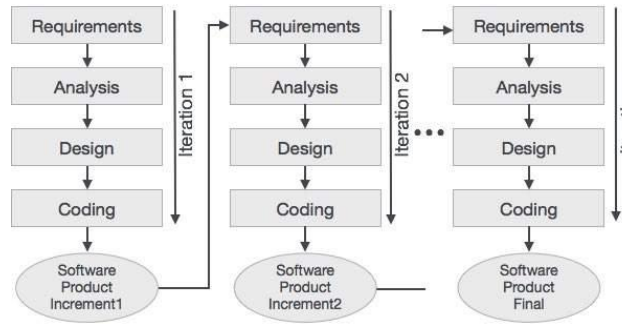 Requirements
Analysis
Design
Coding
Software
Product
Increment1
Iteration 1
Requirements
Analysis
Design
Coding
Software
Product
Increment2
Iteration 2
Requirements
Analysis
Design
Coding
Software
Product
Final